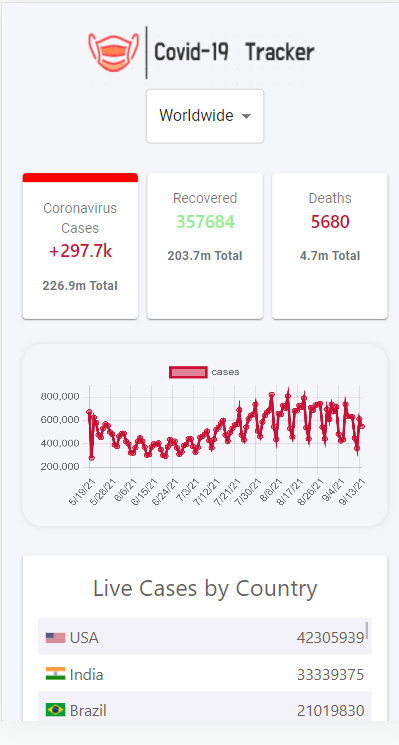 Covid-19 Tracker
Worldwide
Coronavirus
Cases
+297.7k
226.9m Total
Recovered
357684
203.7m Total
Deaths
5680
4.7m Total
cases
800,000
600,000
400,000
200,000
5/19/21
5/28/21
6/6/21
6/15/21
6/24/21
7/3/21
7/12/21
7/21/21
7/30/21
8/8/21
8/17/21
8/26/21
9/4/21
9/13/21
Live Cases by Country
USA 42305939
India 33339375
Brazil 21019830